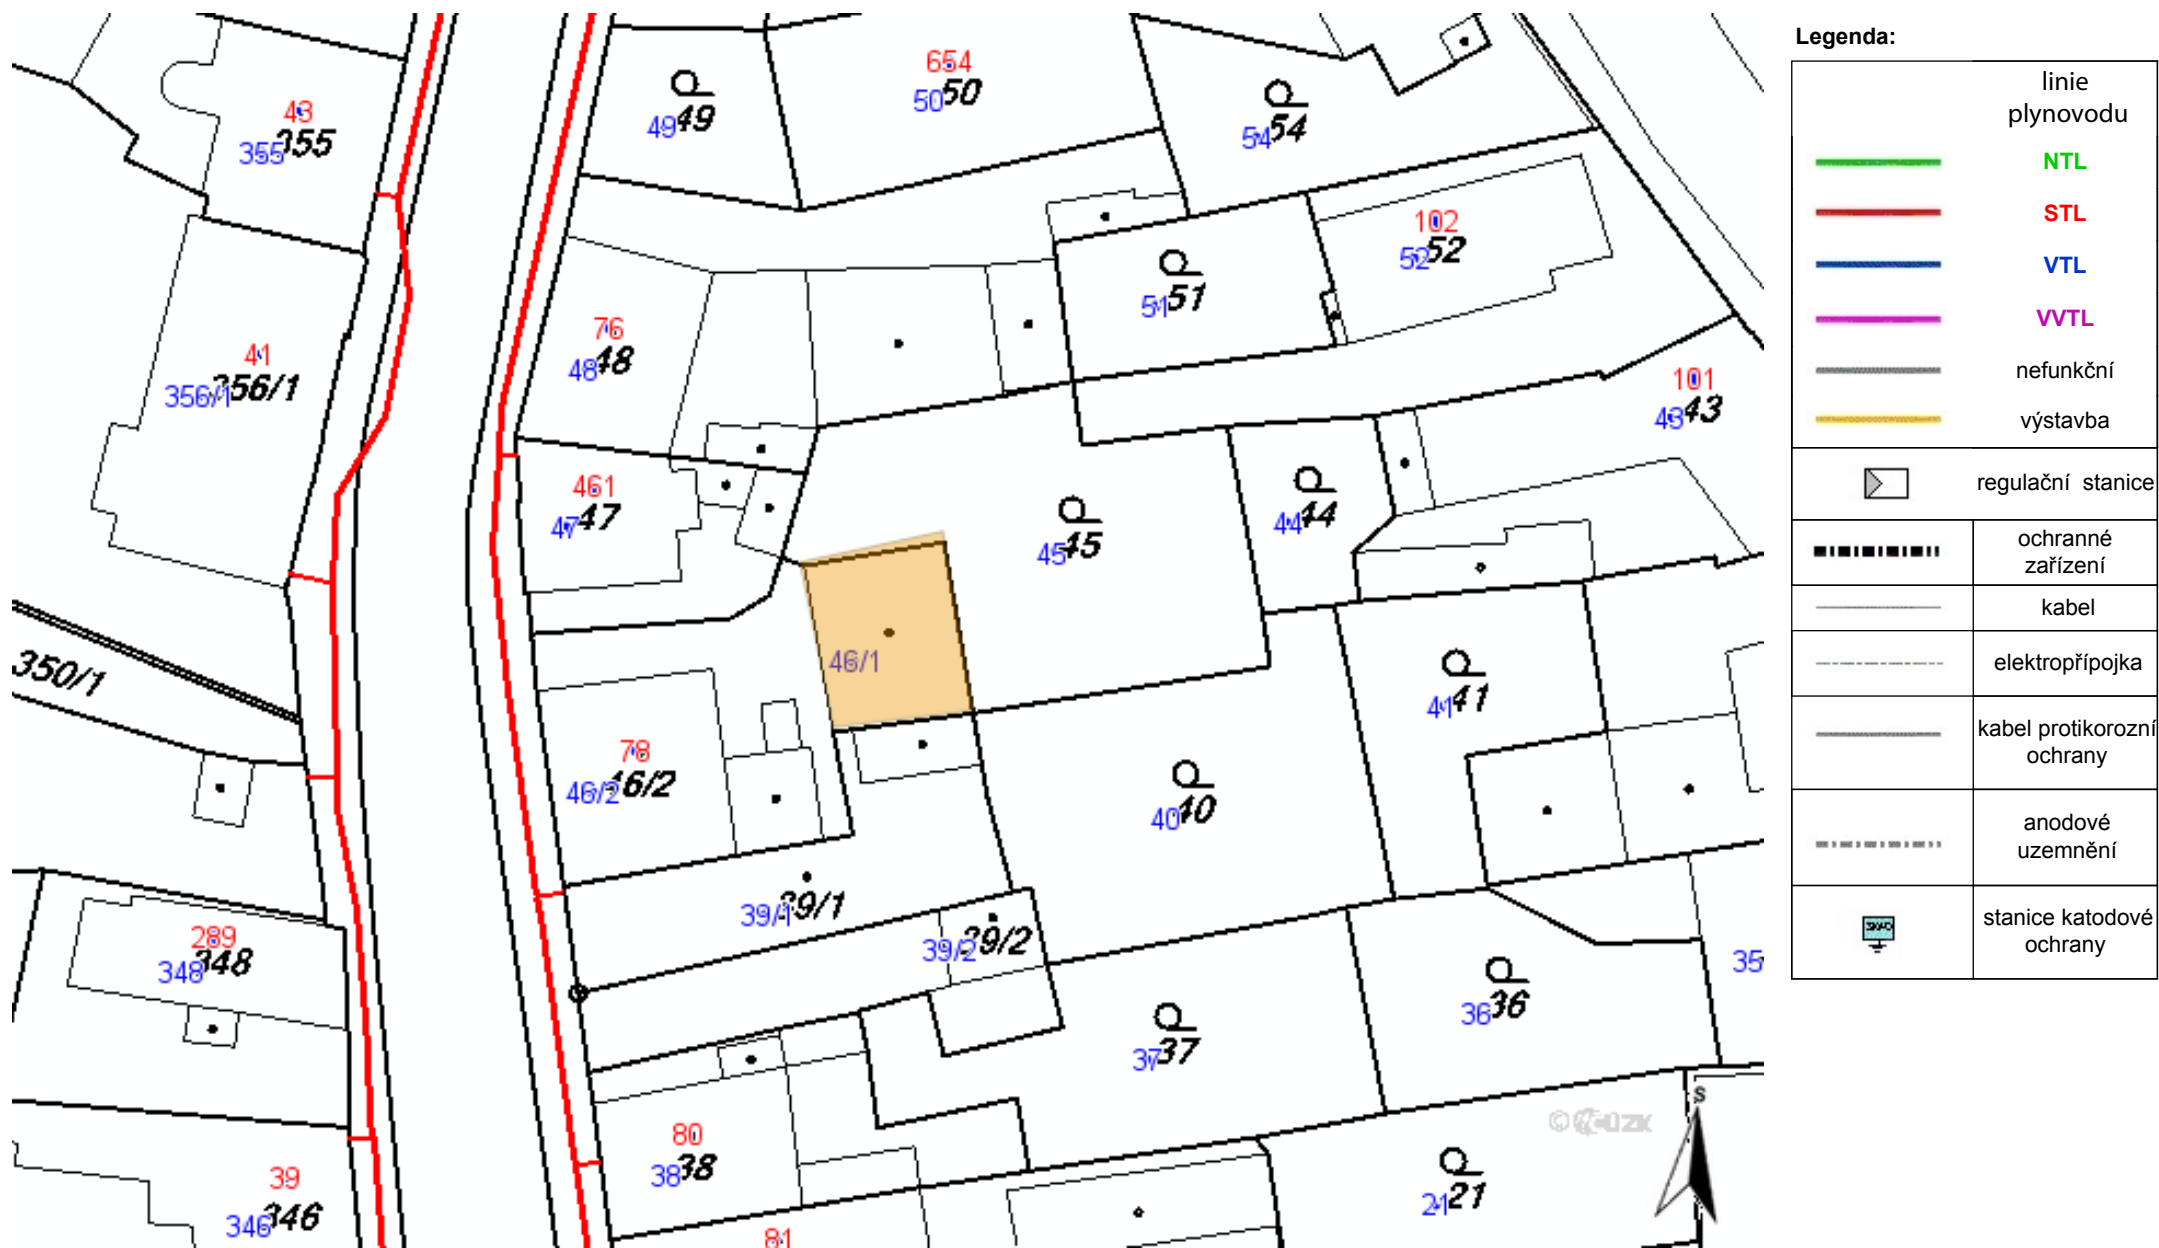 654
50
50
49
49
54
54
43
355
355
102
52
52
51
51
76
48
48
41
356/1
356/1
101
43
43
461
47
47
44
44
45
45
46/1
350/1
41
41
78
46/2
46/2
40
40
39/1
39/1
39/2
39/2
289
348
348
35
36
36
37
37
80
38
38
39
346
346
21
21
81
S
Legenda:
linie
plynovodu
NTL
STL
VTL
VVTL
nefunkční
výstavba
regulační stanice
ochranné
zařízení
kabel
elektropřípojka
kabel protikorozní
ochrany
anodové
uzemnění
stanice katodové
ochrany